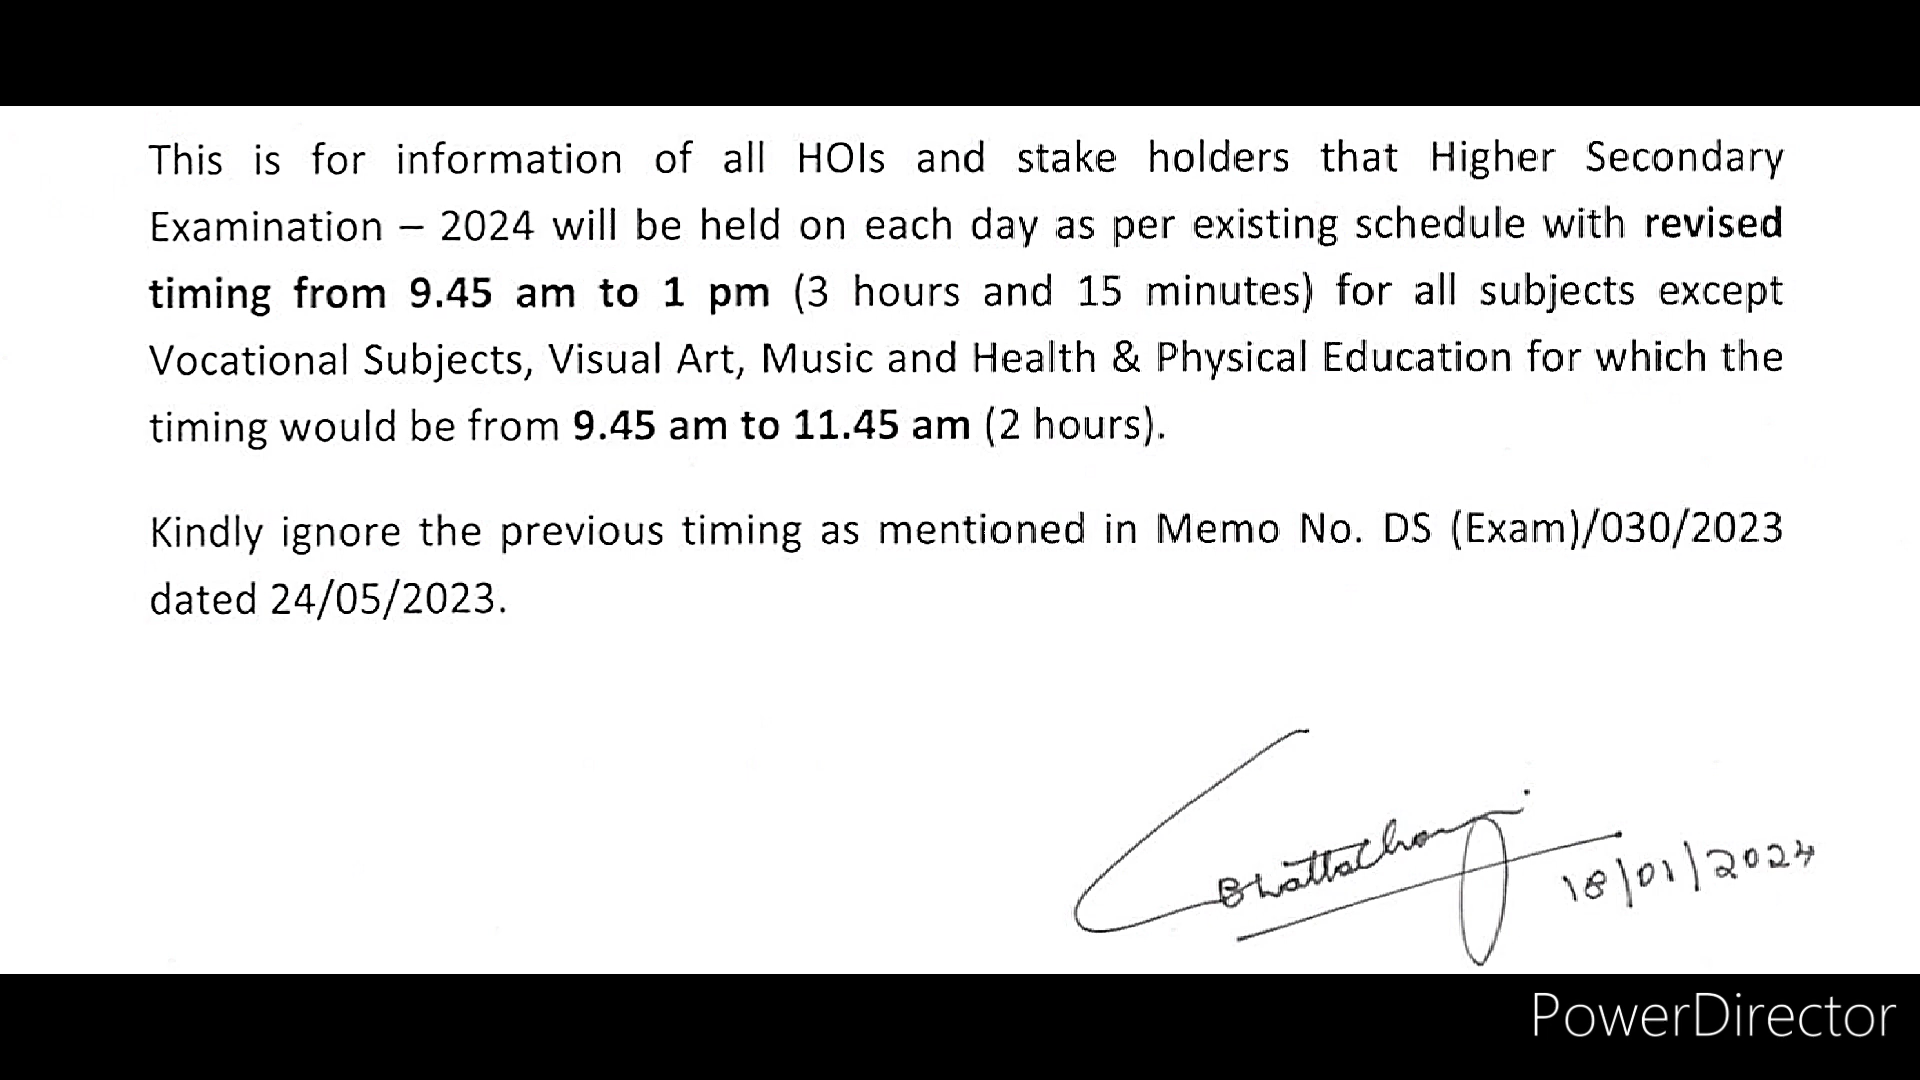 This is for information of all HOIs and stake holders that Higher Secondary
Examination – 2024 will be held on each day as per existing schedule with revised
timing from 9.45 am to 1 pm (3 hours and 15 minutes) for all subjects except
Vocational Subjects, Visual Art, Music and Health & Physical Education for which the
timing would be from 9.45 am to 11.45 am (2 hours).
Kindly ignore the previous timing as mentioned in Memo No. DS (Exam)/030/2023
dated 24/05/2023.
18/01/2024
PowerDirector